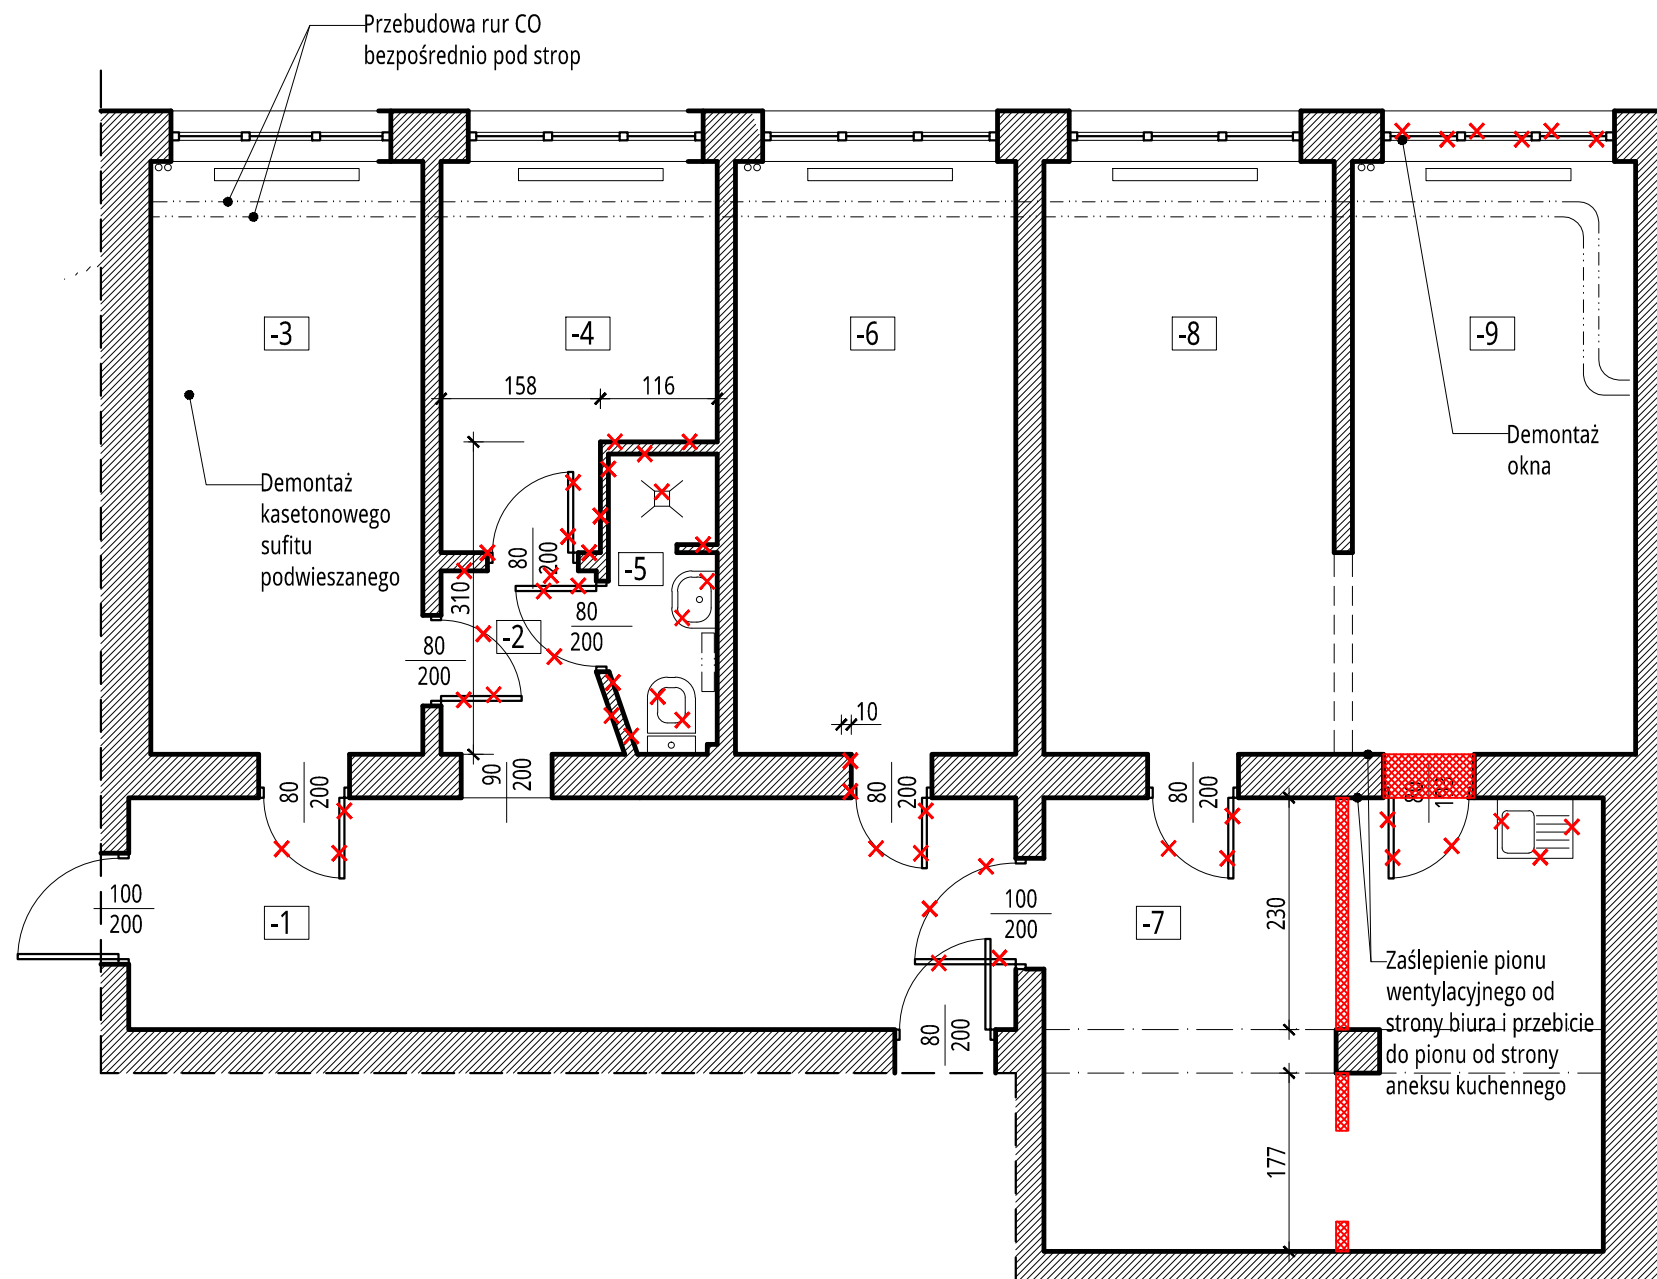 Przebudowa rur CO
bezpośrednio pod strop
-3
-4
-6
-8
-9
158
116
Demontaż
okna
Demontaż
kasetonowego
sufitu
podwieszanego
80
200
-5
310
-2
80
200
80
200
10
80
200
90
200
80
200
80
200
80
100
200
-1
100
200
-7
230
80
200
Zaślepienie pionu
wentylacyjnego od
strony biura i przebicie
do pionu od strony
aneksu kuchennego
177